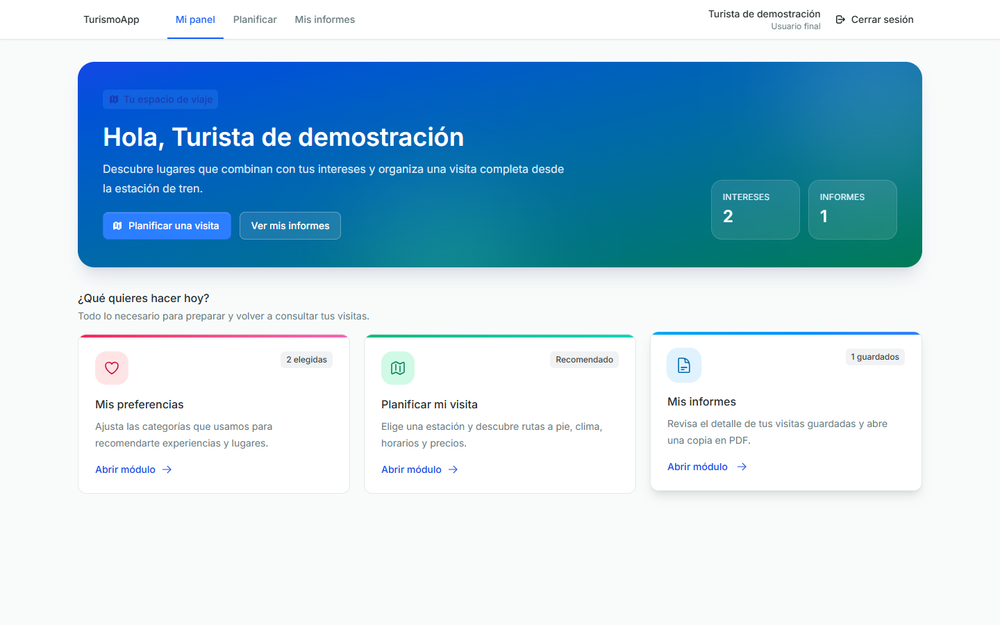 TurismoApp
Mi panel
Planificar
Mis informes
Turista de demostración
Usuario final
Cerrar sesión
Tu espacio de viaje
Hola, Turista de demostración
Descubre lugares que combinan con tus intereses y organiza una visita completa desde
la estación de tren.
Planificar una visita
Ver mis informes
INTERESES
2
INFORMES
1
¿Qué quieres hacer hoy?
Todo lo necesario para preparar y volver a consultar tus visitas.
2 elegidas
Mis preferencias
Ajusta las categorías que usamos para
recomendarte experiencias y lugares.
Abrir módulo
Recomendado
Planificar mi visita
Elige una estación y descubre rutas a pie, clima,
horarios y precios.
Abrir módulo
1 guardados
Mis informes
Revisa el detalle de tus visitas guardadas y abre
una copia en PDF.
Abrir módulo